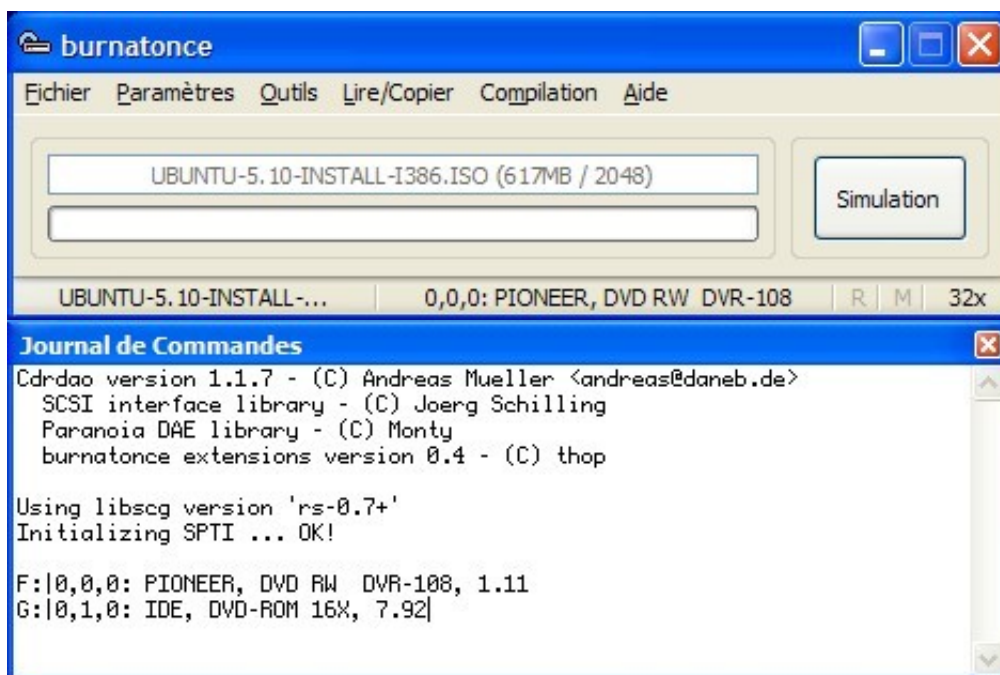 burnatonce
Fichier Paramètres Outils Lire/Copier Compilation Aide
UBUNTU-5.10-INSTALL-I386.ISO (617MB / 2048)
Simulation
UBUNTU-5.10-INSTALL-... 0,0,0: PIONEER, DVD RW DVR-108 R M 32x
Journal de Commandes
Cdrdao version 1.1.7 - (C) Andreas Mueller <andreas@daneb.de>
SCSI interface library - (C) Joerg Schilling
Paranoia DAE library - (C) Monty
burnatonce extensions version 0.4 - (C) thop
Using libscg version 'rs-0.7+'
Initializing SPTI ... OK!
F:|0,0,0: PIONEER, DVD RW DVR-108, 1.11
G:|0,1,0: IDE, DVD-ROM 16X, 7.92